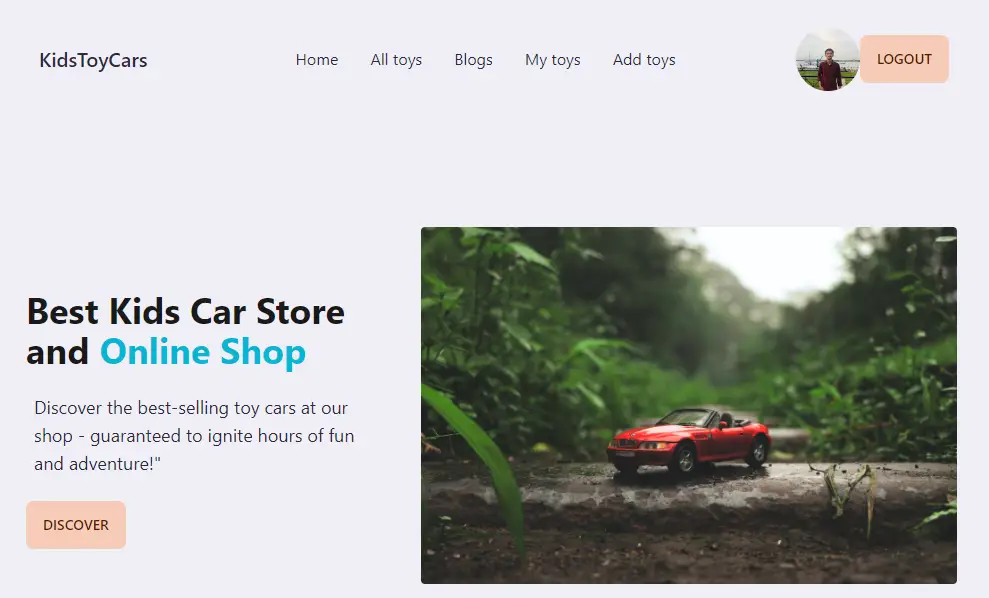 KidsToyCars
Home All toys Blogs My toys Add toys
LOGOUT
Best Kids Car Store
and Online Shop
Discover the best-selling toy cars at our
shop - guaranteed to ignite hours of fun
and adventure!"
DISCOVER